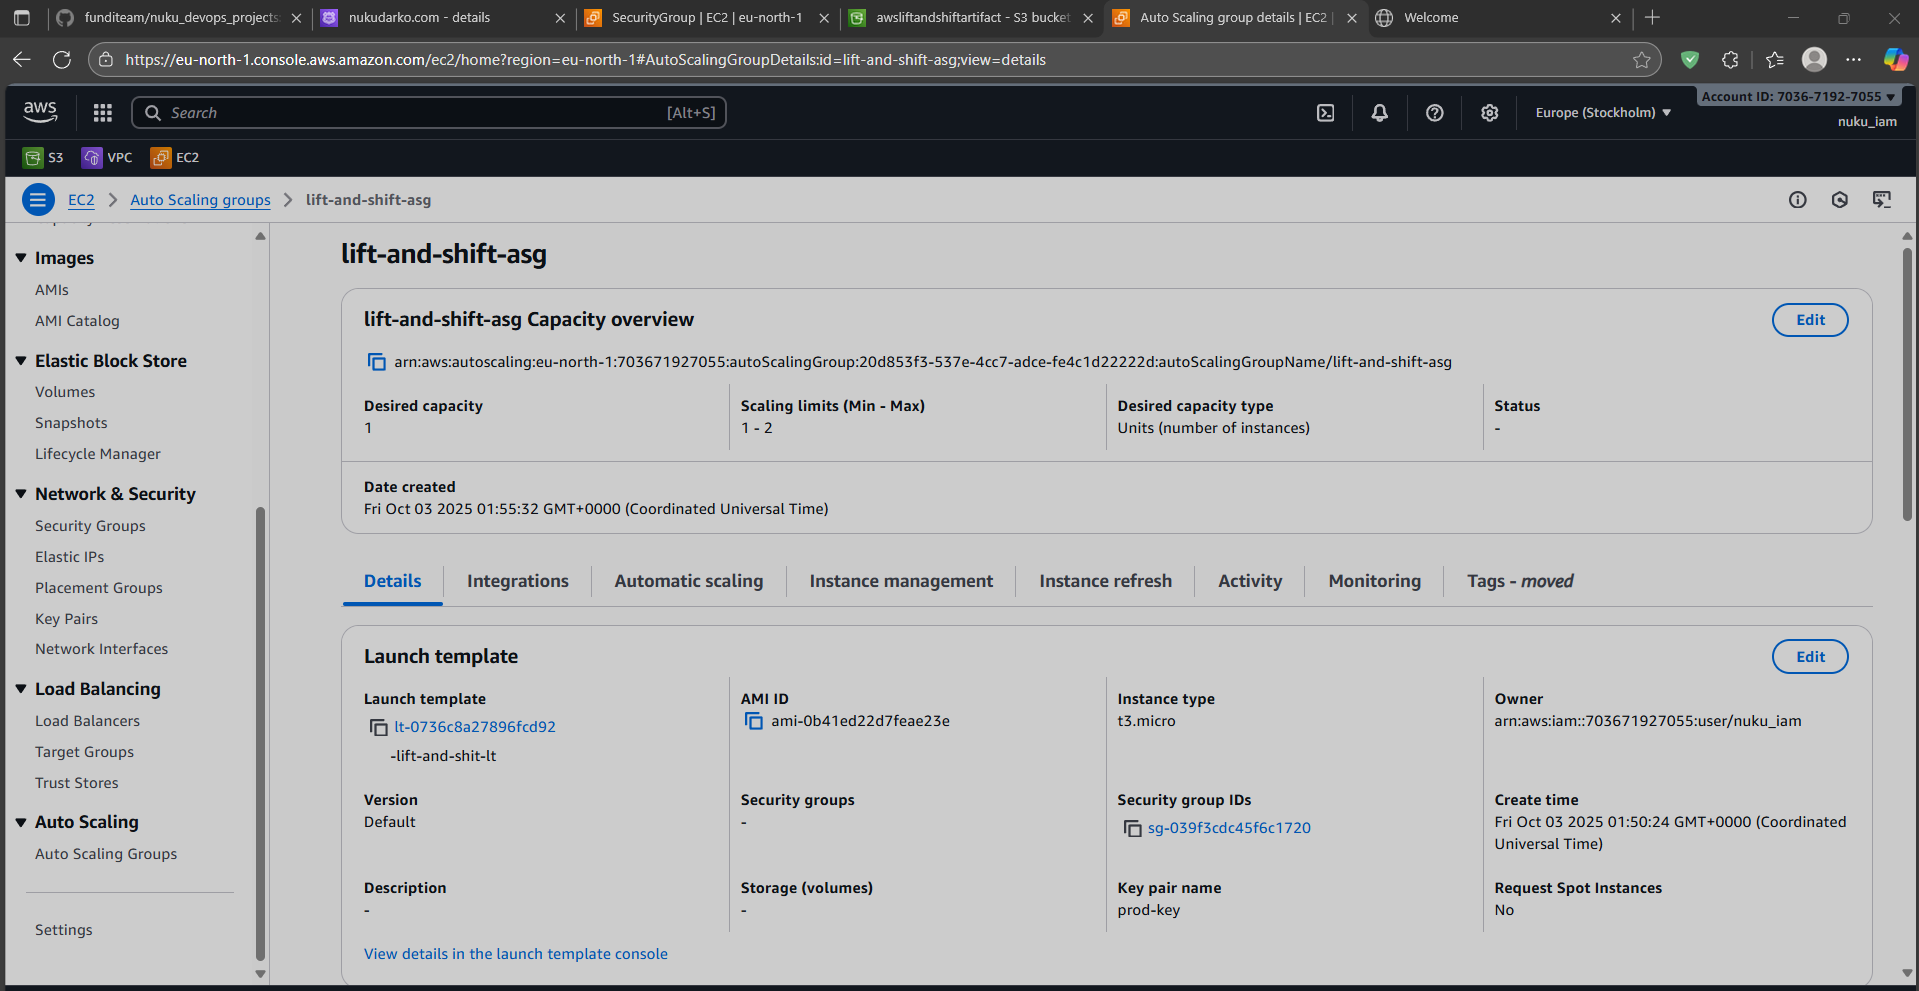 funditeam/nuku_devops_projects:
nukudarko.com - details
SecurityGroup | EC2 | eu-north-1
awsliftandshiftartifact - S3 bucket
Auto Scaling group details | EC2 |
Welcome
https://eu-north-1.console.aws.amazon.com/ec2/home?region=eu-north-1#AutoScalingGroupDetails:id=lift-and-shift-asg;view=details
aws
Search
[Alt+S]
Europe (Stockholm)
Account ID: 7036-7192-7055
nuku_iam
S3
VPC
EC2
EC2
Auto Scaling groups
lift-and-shift-asg
Images
AMIs
AMI Catalog
Elastic Block Store
Volumes
Snapshots
Lifecycle Manager
Network & Security
Security Groups
Elastic IPs
Placement Groups
Key Pairs
Network Interfaces
Load Balancing
Load Balancers
Target Groups
Trust Stores
Auto Scaling
Auto Scaling Groups
Settings
lift-and-shift-asg
lift-and-shift-asg Capacity overview
Edit
arn:aws:autoscaling:eu-north-1:703671927055:autoScalingGroup:20d853f3-537e-4cc7-adce-fe4c1d22222d:autoScalingGroupName/lift-and-shift-asg
Desired capacity
1
Scaling limits (Min - Max)
1 - 2
Desired capacity type
Units (number of instances)
Status
-
Date created
Fri Oct 03 2025 01:55:32 GMT+0000 (Coordinated Universal Time)
Details
Integrations
Automatic scaling
Instance management
Instance refresh
Activity
Monitoring
Tags - moved
Launch template
Edit
Launch template
lt-0736c8a27896fcd92
-lift-and-shit-lt
AMI ID
ami-0b41ed22d7feae23e
Instance type
t3.micro
Owner
arn:aws:iam::703671927055:user/nuku_iam
Version
Default
Security groups
-
Security group IDs
sg-039f3cdc45f6c1720
Create time
Fri Oct 03 2025 01:50:24 GMT+0000 (Coordinated
Universal Time)
Description
-
Storage (volumes)
-
Key pair name
prod-key
Request Spot Instances
No
View details in the launch template console